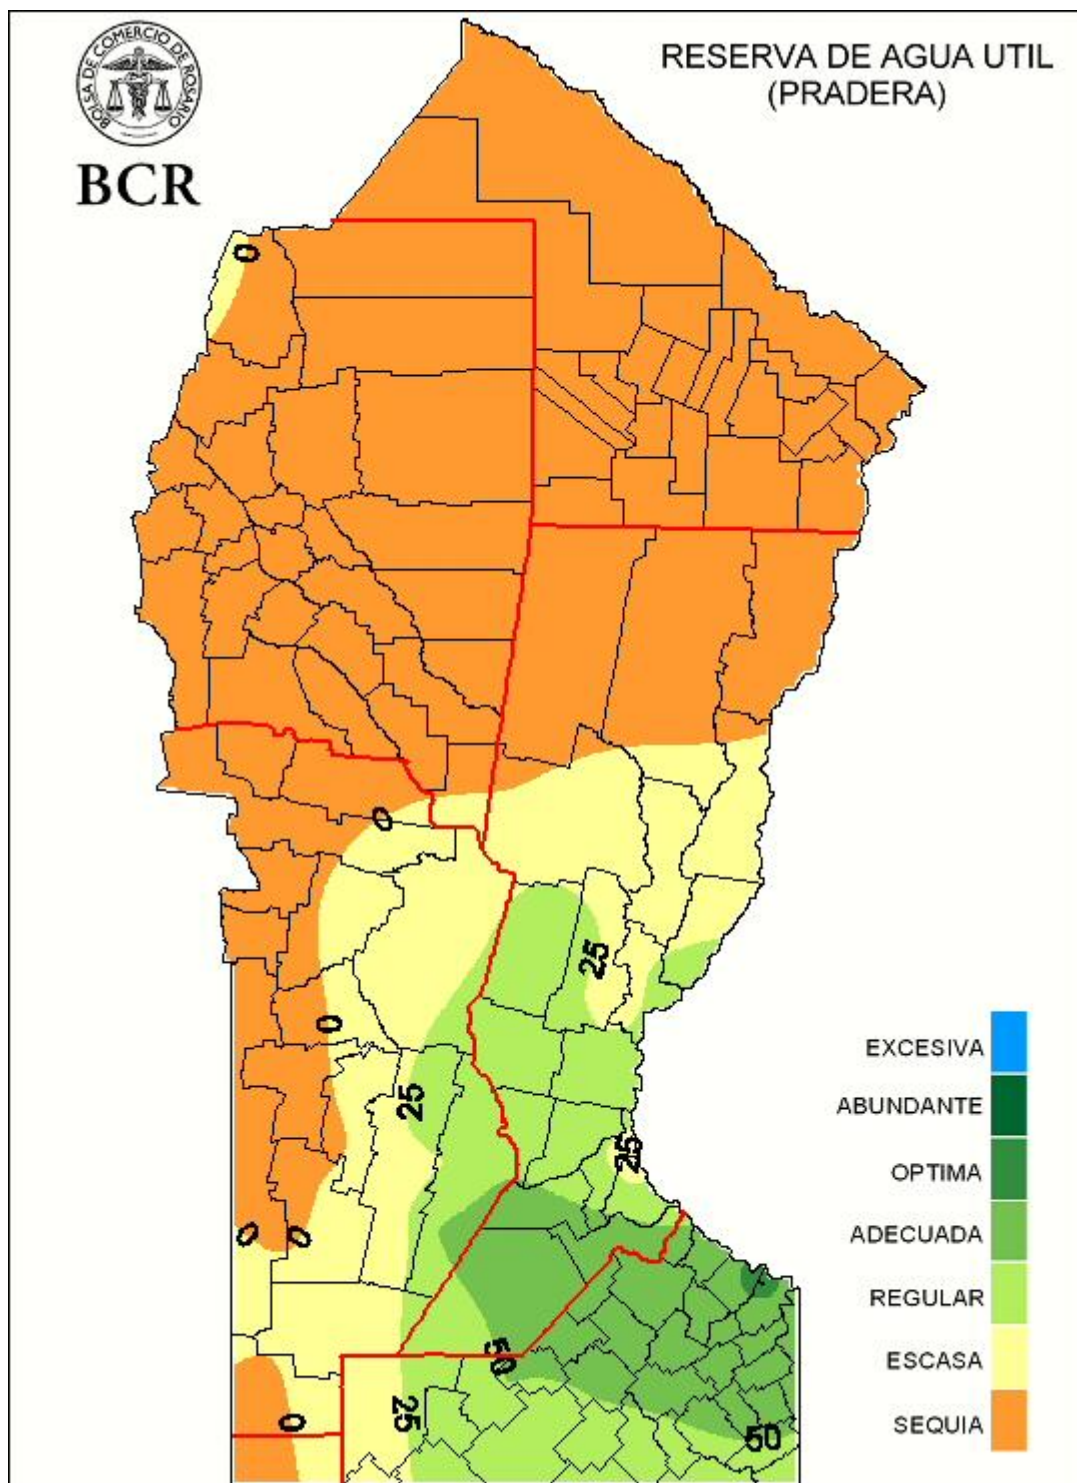 BOLSA DE COMERCIO DE ROSARIO
BCR
RESERVA DE AGUA UTIL
(PRADERA)
0
0
25
0
25
25
0
0
50
0
25
50
EXCESIVA
ABUNDANTE
OPTIMA
ADECUADA
REGULAR
ESCASA
SEQUIA